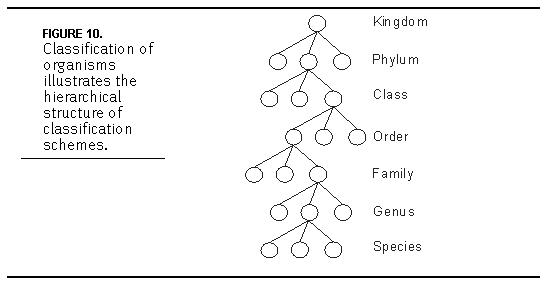 FIGURE 10.
Classification of
organisms
illustrates the
hierarchical
structure of
classification
schemes.
Kingdom
Phylum
Class
Order
Family
Genus
Species